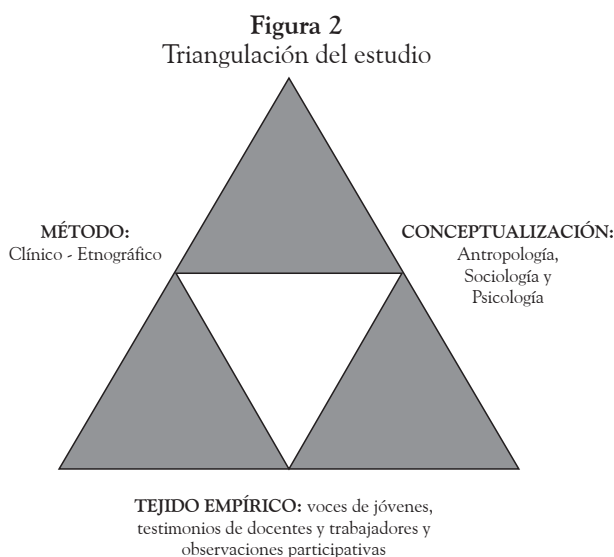 Figura 2
Triangulación del estudio
MÉTODO:
Clínico - Etnográfico
CONCEPTUALIZACIÓN:
Antropología,
Sociología y
Psicología
TEJIDO EMPÍRICO: voces de jóvenes,
testimonios de docentes y trabajadores y
observaciones participativas